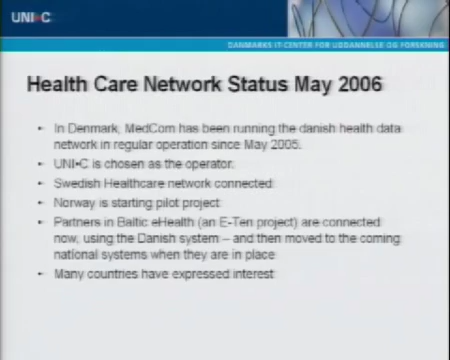 UNI•C
DANMARKS IT-CENTER FOR UDDANNELSE OG FORSKNING
Health Care Network Status May 2006
• In Denmark, MedCom has been running the danish health data
network in regular operation since May 2005.
• UNI•C is chosen as the operator.
• Swedish Healthcare network connected
• Norway is starting pilot project
• Partners in Baltic eHealth (an E-Ten project) are connected
now, using the Danish system – and then moved to the coming
national systems when they are in place
• Many countries have expressed interest